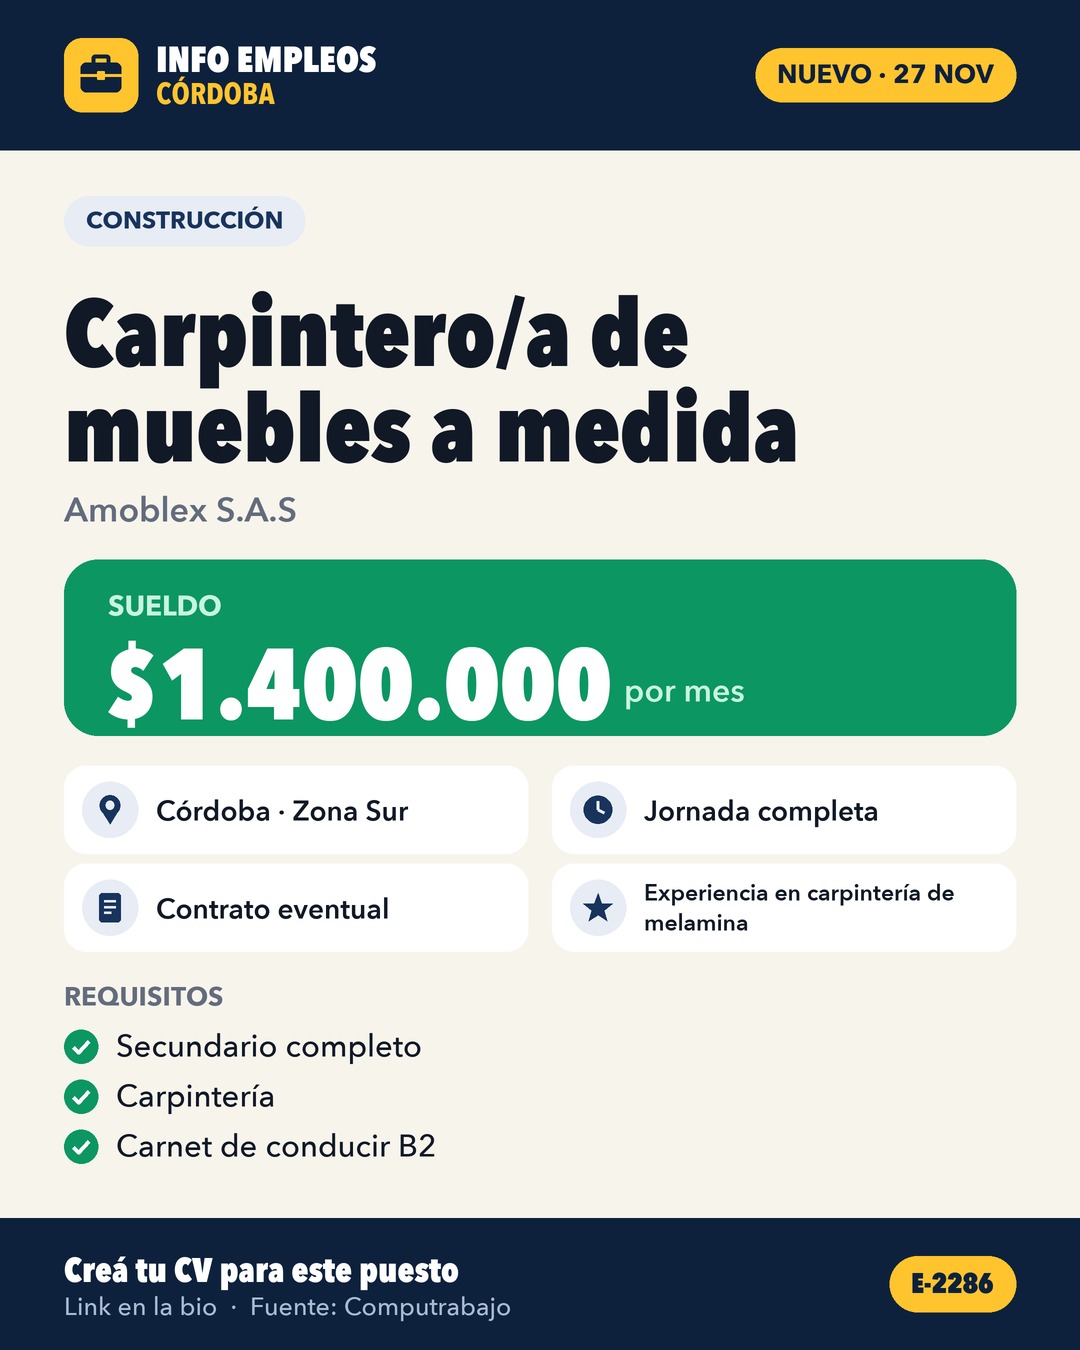 INFO EMPLEOS
CÓRDOBA
NUEVO · 27 NOV
CONSTRUCCIÓN
Carpintero/a de
muebles a medida
Amoblex S.A.S
SUELDO
$1.400.000 por mes
Córdoba · Zona Sur
Jornada completa
Contrato eventual
Experiencia en carpintería de
melamina
REQUISITOS
Secundario completo
Carpintería
Carnet de conducir B2
Creá tu CV para este puesto
Link en la bio · Fuente: Computrabajo
E-2286